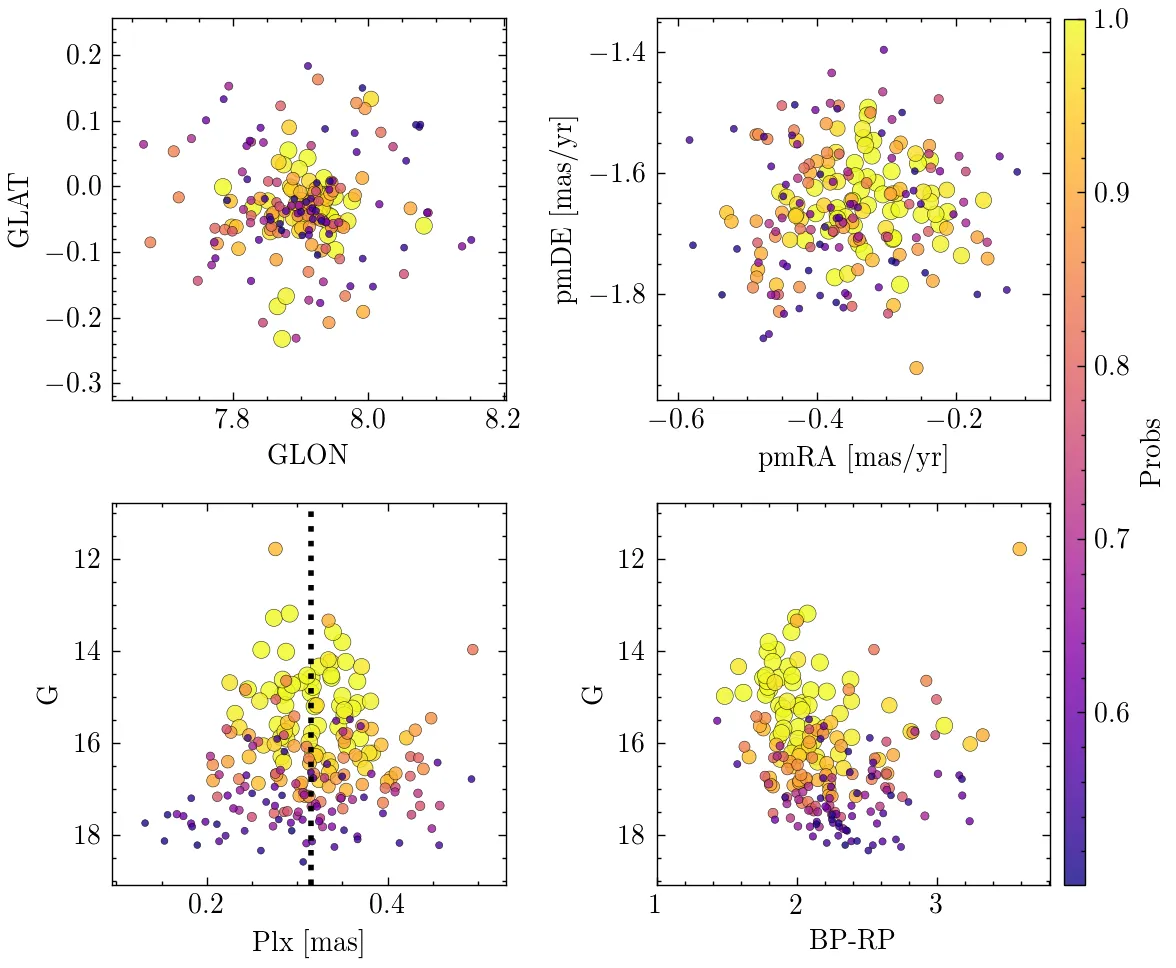 0.2
0.1
0.0
−0.1
−0.2
−0.3
GLAT
7.8 8.0 8.2
GLON
−1.4
−1.6
−1.8
pmDE [mas/yr]
−0.6 −0.4 −0.2
pmRA [mas/yr]
1.0
0.9
0.8
0.7
0.6
Probs
12
14
16
18
G
0.2 0.4
Plx [mas]
12
14
16
18
G
1 2 3
BP-RP